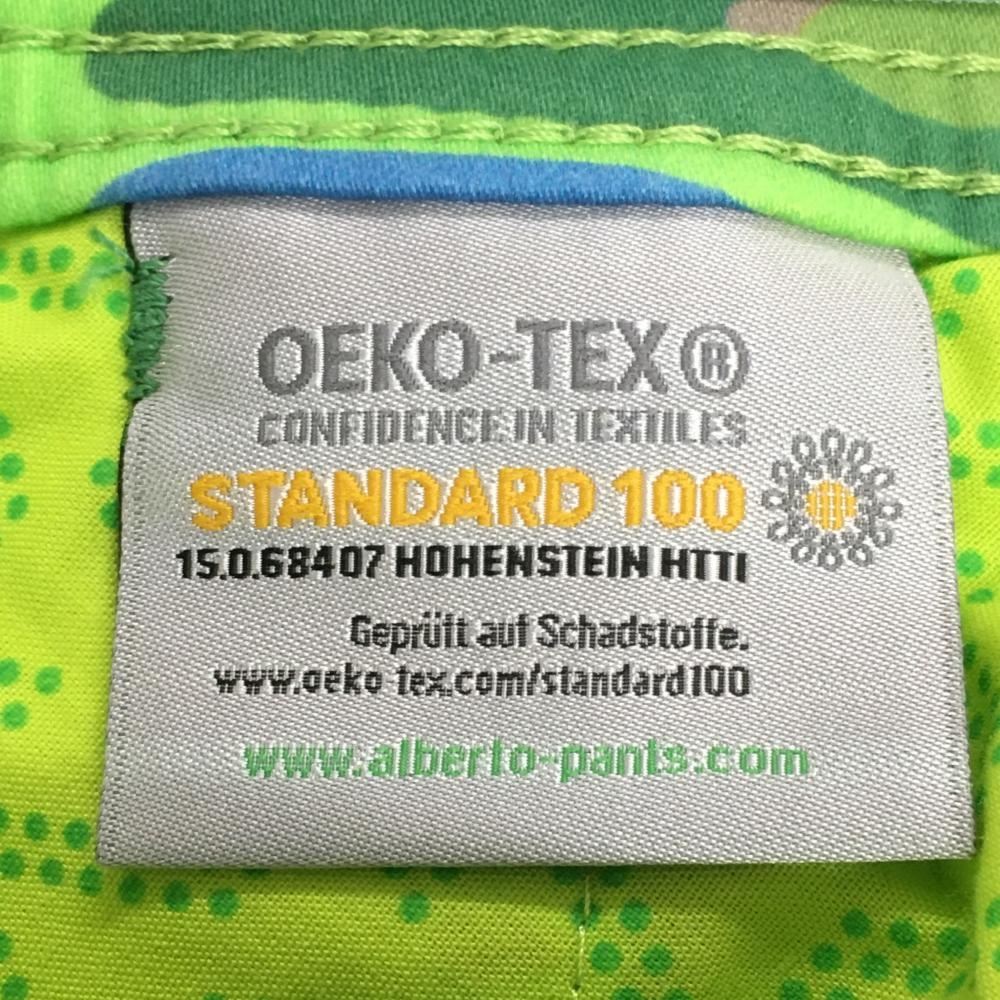 OEKO-TEX®
CONFIDENCE IN TEXTILES
STANDARD 100
15.0.68407 HOHENSTEIN HTTI
Geprüft auf Schadstoffe.
www.oeko-tex.com/standard100
www.alberto-pants.com